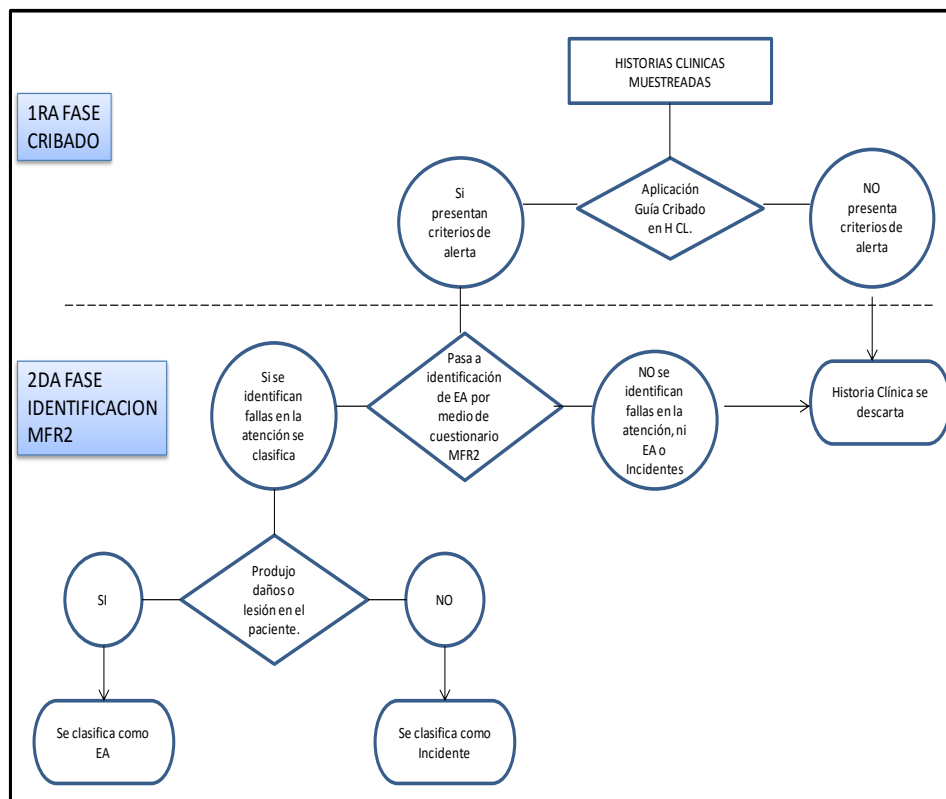 HISTORIAS CLINICAS
MUESTREADAS
1RA FASE
CRIBADO
Si
presentan
criterios de
alerta
Aplicación
Guía Cribado
en H CL.
NO
presenta
criterios de
alerta
2DA FASE
IDENTIFICACION
MFR2
Si se
identifican
fallas en la
atención se
clasifica
Pasa a
identificación
de EA por
medio de
cuestionario
MFR2
NO se
identifican
fallas en la
atención, ni
EA o
Incidentes
Historia Clínica se
descarta
SI
Produjo
daños o
lesión en el
paciente.
NO
Se clasifica como
EA
Se clasifica como
Incidente